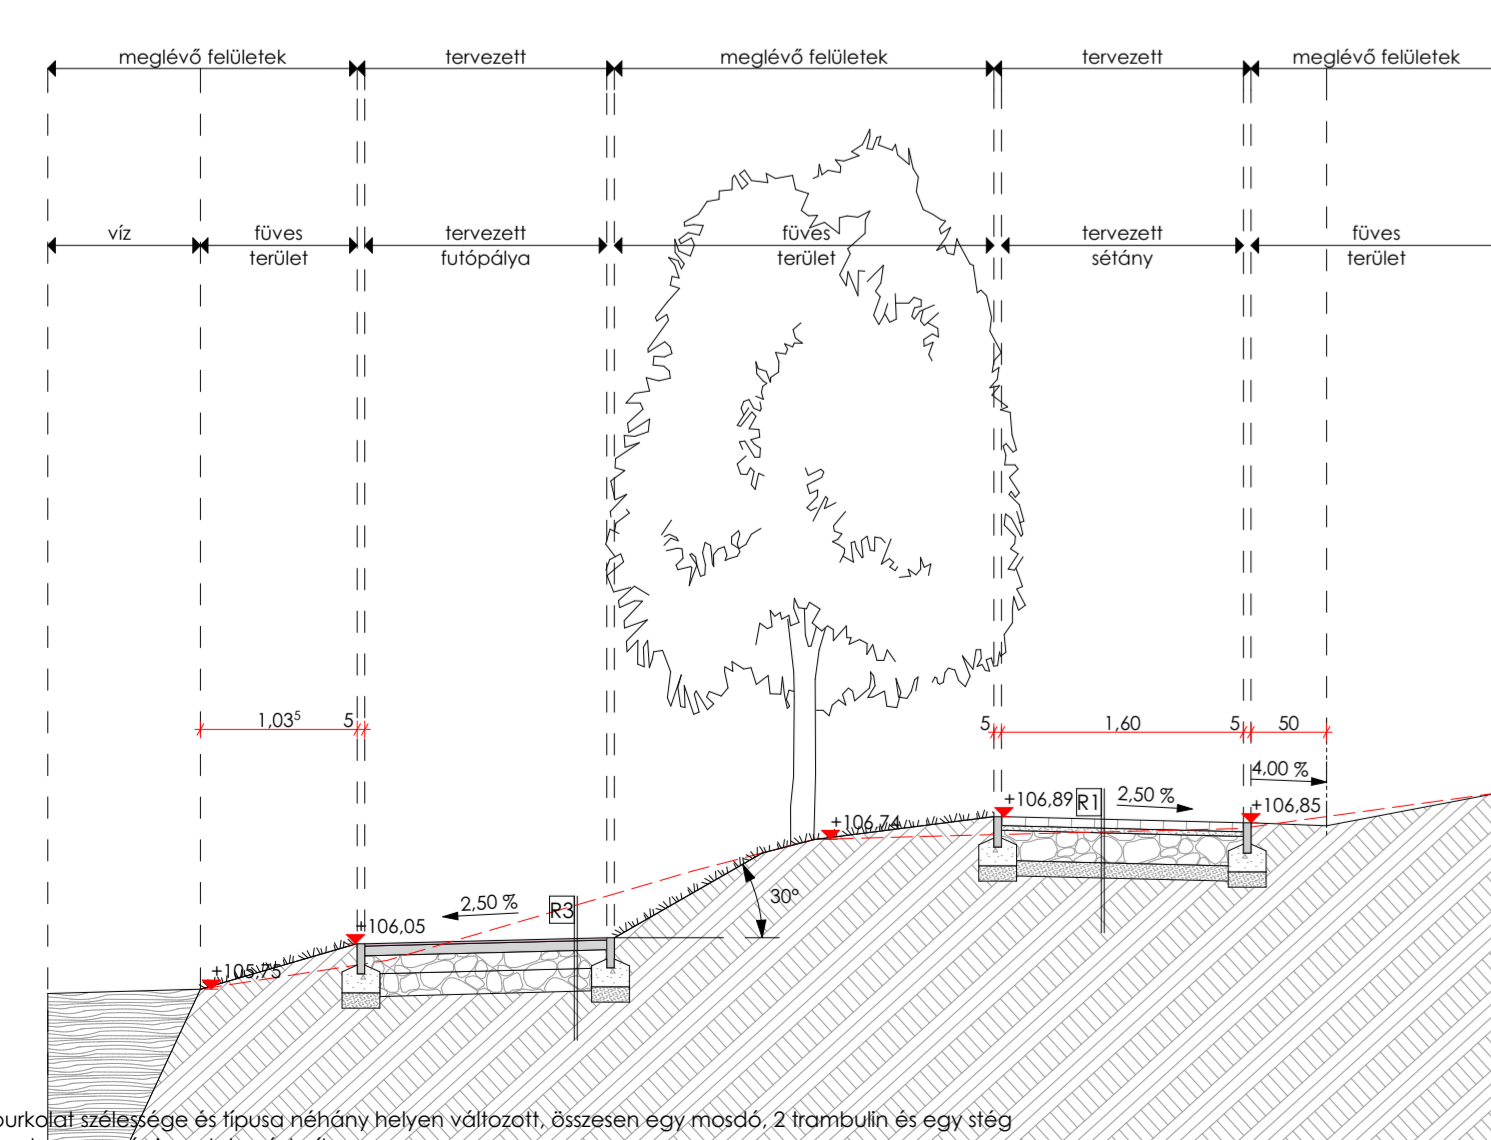 meglévő felületek
tervezett
meglévő felületek
tervezett
meglévő felületek
víz
füves
terület
tervezett
futópálya
füves
terület
tervezett
sétány
füves
terület
1,03⁵
5
5
1,60
5
50
4,00 %
+106,89
R1
2,50 %
+106,85
+106,74
30°
2,50 %
R3
+106,05
+105,75
burkolat szélessége és típusa néhány helyen változott, összesen egy mosdó, 2 trambulin és egy stég